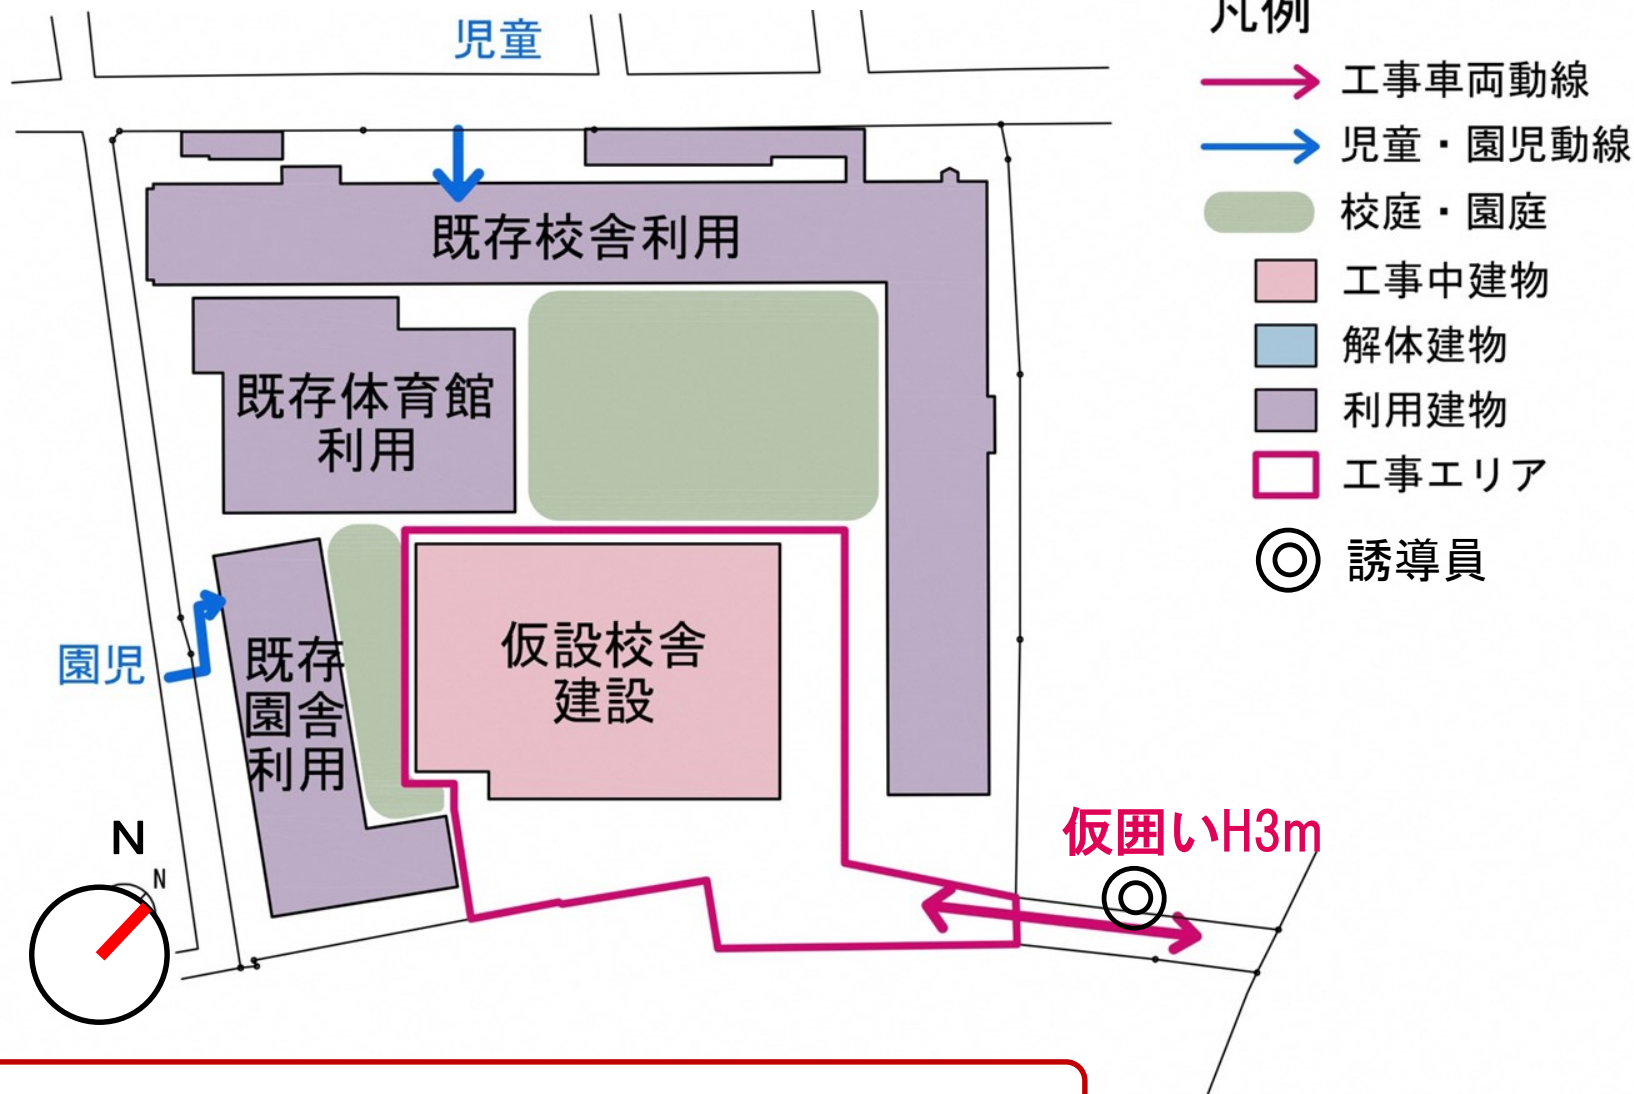 児童
既存校舎利用
既存体育館
利用
園児
既存
園舎
利用
仮設校舎
建設
仮囲いH3m
N
N
凡例
工事車両動線
児童・園児動線
校庭・園庭
工事中建物
解体建物
利用建物
工事エリア
誘導員